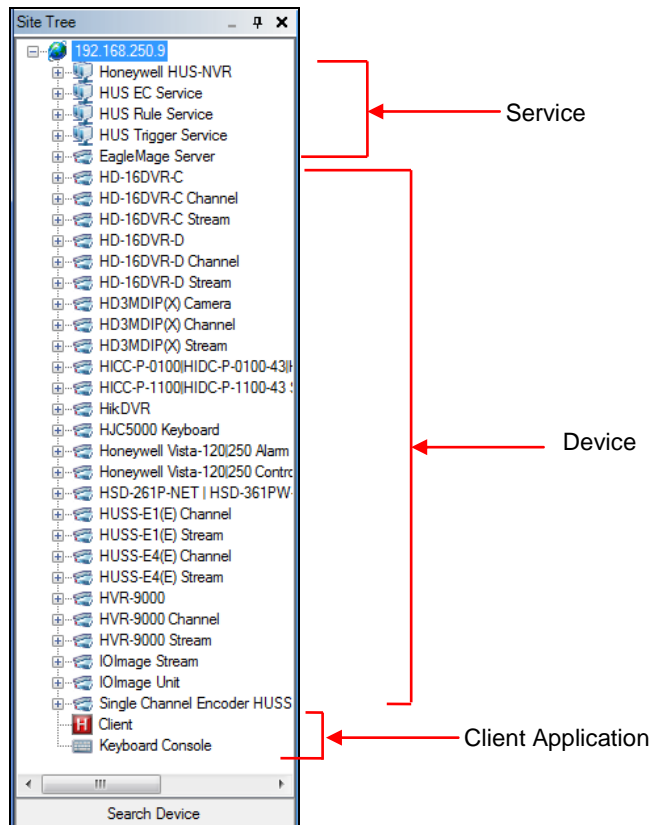 Site Tree
192.168.250.9
Honeywell HUS-NVR
HUS EC Service
HUS Rule Service
HUS Trigger Service
EagleMage Server
HD-16DVR-C
HD-16DVR-C Channel
HD-16DVR-C Stream
HD-16DVR-D
HD-16DVR-D Channel
HD-16DVR-D Stream
HD3MDIP(X) Camera
HD3MDIP(X) Channel
HD3MDIP(X) Stream
HICC-P-0100|HIDC-P-0100-43|H
HICC-P-1100|HIDC-P-1100-43 S
HikDVR
HJC5000 Keyboard
Honeywell Vista-120|250 Alarm
Honeywell Vista-120|250 Contro
HSD-261P-NET | HSD-361PW-
HUSS-E1(E) Channel
HUSS-E1(E) Stream
HUSS-E4(E) Channel
HUSS-E4(E) Stream
HVR-9000
HVR-9000 Channel
HVR-9000 Stream
IOImage Stream
IOImage Unit
Single Channel Encoder HUSS
H Client
Keyboard Console
Search Device
Service
Device
Client Application